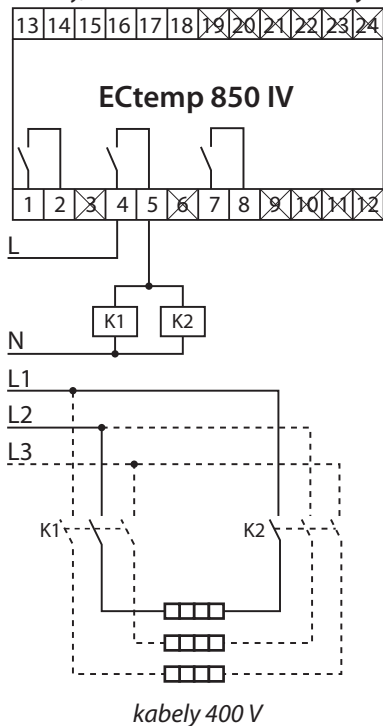 13 14 15 16 17 18 19 20 21 22 23 24
ECtemp 850 IV
1 2 3 4 5 6 7 8 9 10 11 12
L
K1 K2
N
L1
L2
L3
K1 K2
kabely 400 V